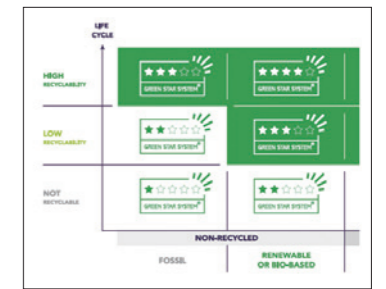 LIFE
CYCLE
HIGH
RECYCLABILITY
GREEN STAR SYSTEM
GREEN STAR SYSTEM
LOW
RECYCLABILITY
GREEN STAR SYSTEM
GREEN STAR SYSTEM
NOT
RECYCLABLE
GREEN STAR SYSTEM
GREEN STAR SYSTEM
NON-RECYCLED
FOSSIL
RENEWABLE
OR BIO-BASED